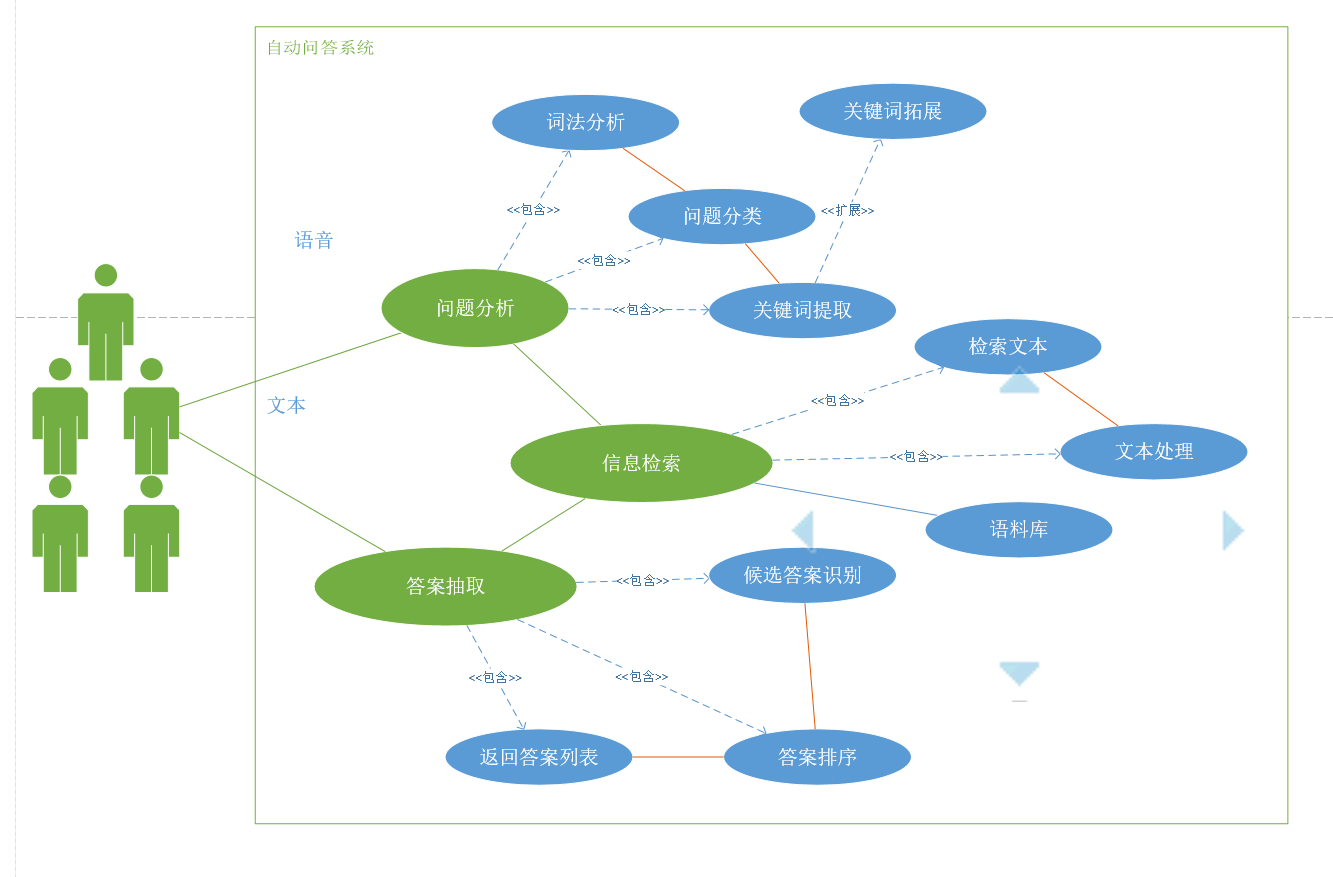 自动问答系统
关键词拓展
词法分析
<<包含>>
问题分类
<<扩展>>
语音
<<包含>>
问题分析
<<包含>>
关键词提取
检索文本
<<包含>>
文本
文本处理
<<包含>>
信息检索
语料库
候选答案识别
<<包含>>
答案抽取
<<包含>>
<<包含>>
返回答案列表
答案排序